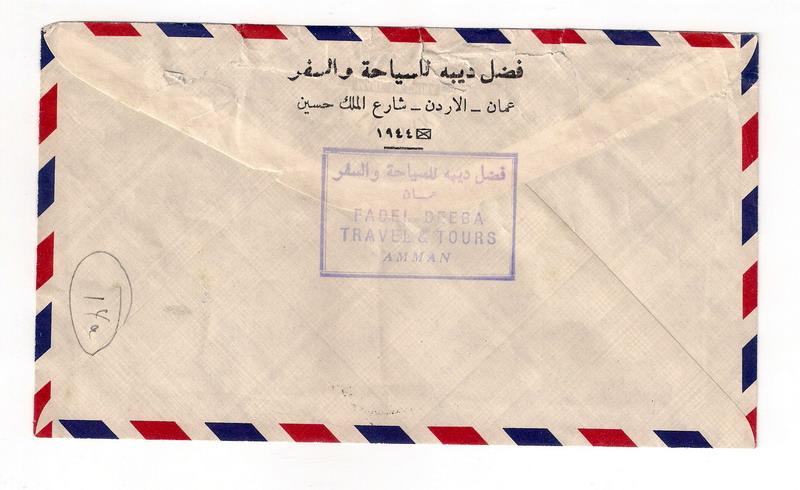 فضل ديبه للسياحة والسفر
عمان - الاردن - شارع الملك حسين
١٩٤٤
فضل ديبه للسياحة والسفر
عمان
FADEL DEEBA
TRAVEL & TOURS
AMMAN